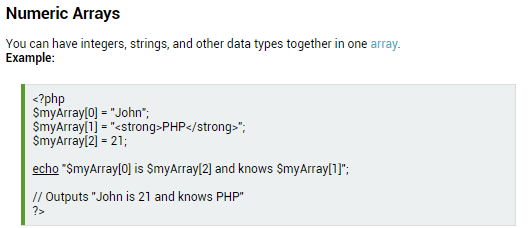 Numeric Arrays
You can have integers, strings, and other data types together in one array.
Example:
<?php
$myArray[0] = "John";
$myArray[1] = "<strong>PHP</strong>";
$myArray[2] = 21;
echo "$myArray[0] is $myArray[2] and knows $myArray[1]";
// Outputs "John is 21 and knows PHP"
?>